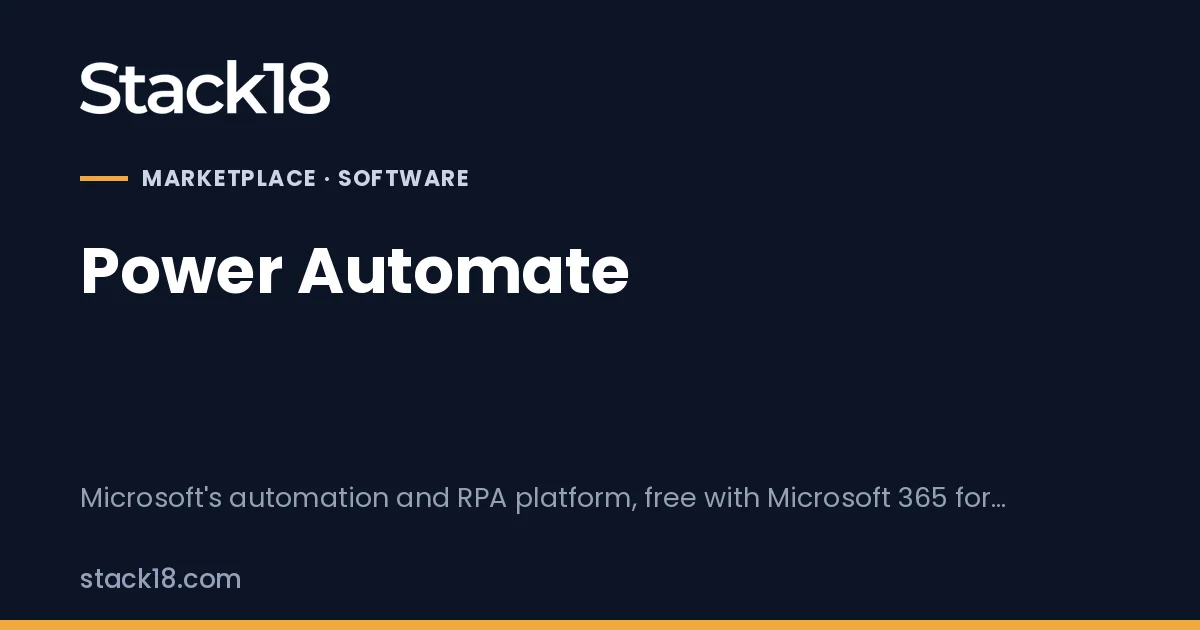 Stack18
MARKETPLACE · SOFTWARE
Power Automate
Microsoft's automation and RPA platform, free with Microsoft 365 for…
stack18.com